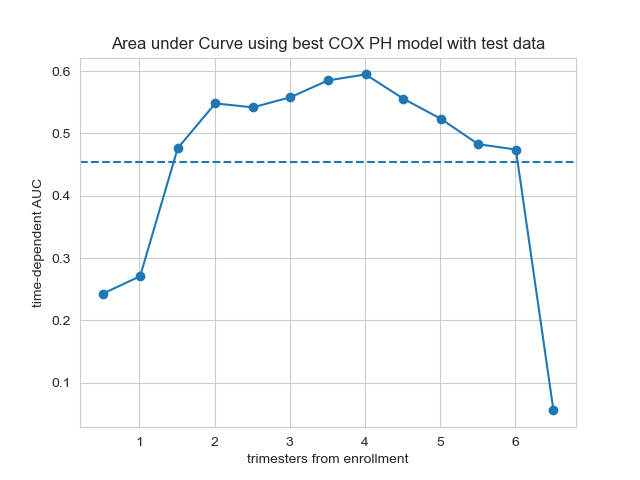 Area under Curve using best COX PH model with test data
time-dependent AUC
0.6
0.5
0.4
0.3
0.2
0.1
1 2 3 4 5 6
trimesters from enrollment